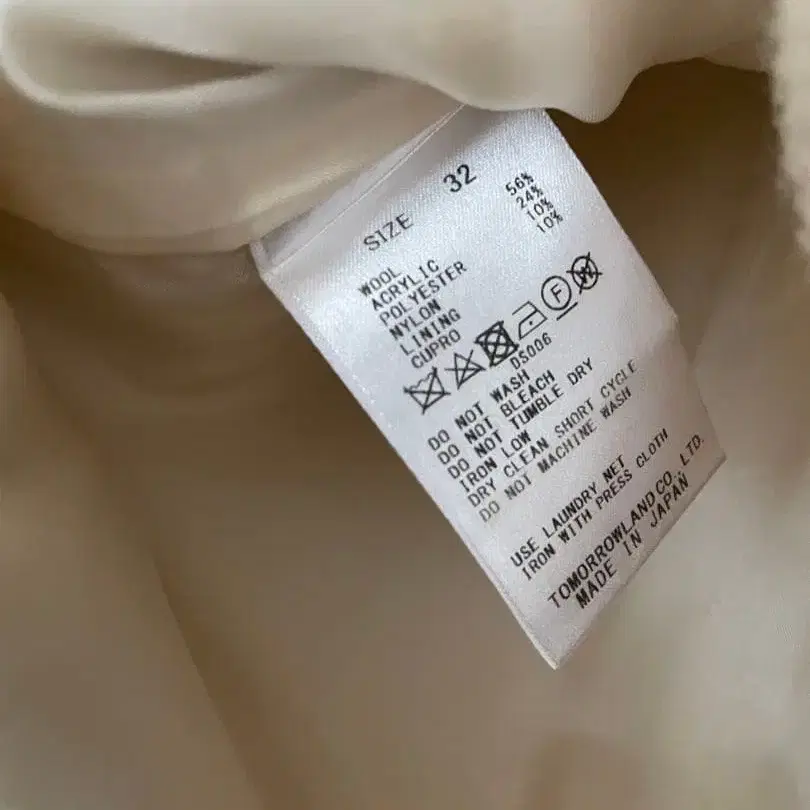 SIZE 32
WOOL 56%
ACRYLIC 24%
POLYESTER 10%
NYLON 10%
LINING
CUPRO
F W
DS006
DO NOT WASH
DO NOT BLEACH
DO NOT TUMBLE DRY
IRON LOW
DRY CLEAN SHORT CYCLE
DO NOT MACHINE WASH
USE LAUNDRY NET
IRON WITH PRESS CLOTH
TOMORROWLAND CO., LTD.
MADE IN JAPAN